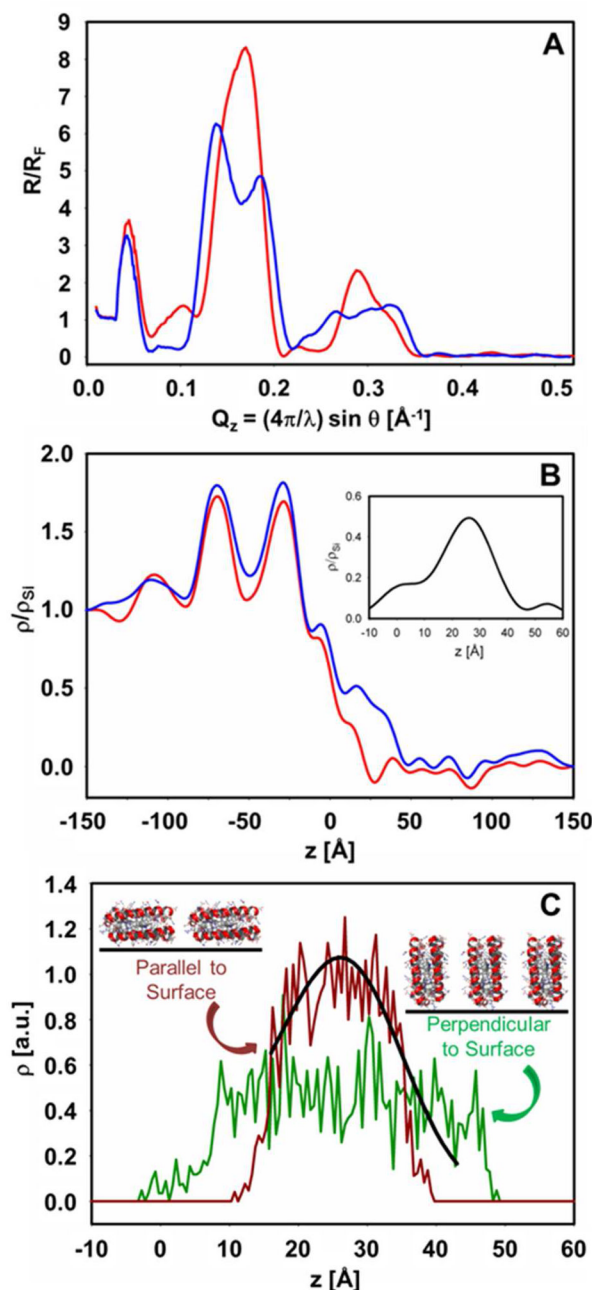 A
R/R_F
9
8
7
6
5
4
3
2
1
0
0.0 0.1 0.2 0.3 0.4 0.5
Q_z = (4π/λ) sin θ [Å⁻¹]
B
ρ/ρ_Si
2.0
1.5
1.0
0.5
0.0
-150 -100 -50 0 50 100 150
z [Å]
ρ/ρ_Si
0.6
0.4
0.2
0.0
-10 0 10 20 30 40 50 60
z [Å]
C
ρ [a.u.]
1.4
1.2
1.0
0.8
0.6
0.4
0.2
0.0
Parallel to
Surface
Perpendicular
to Surface
-10 0 10 20 30 40 50 60
z [Å]